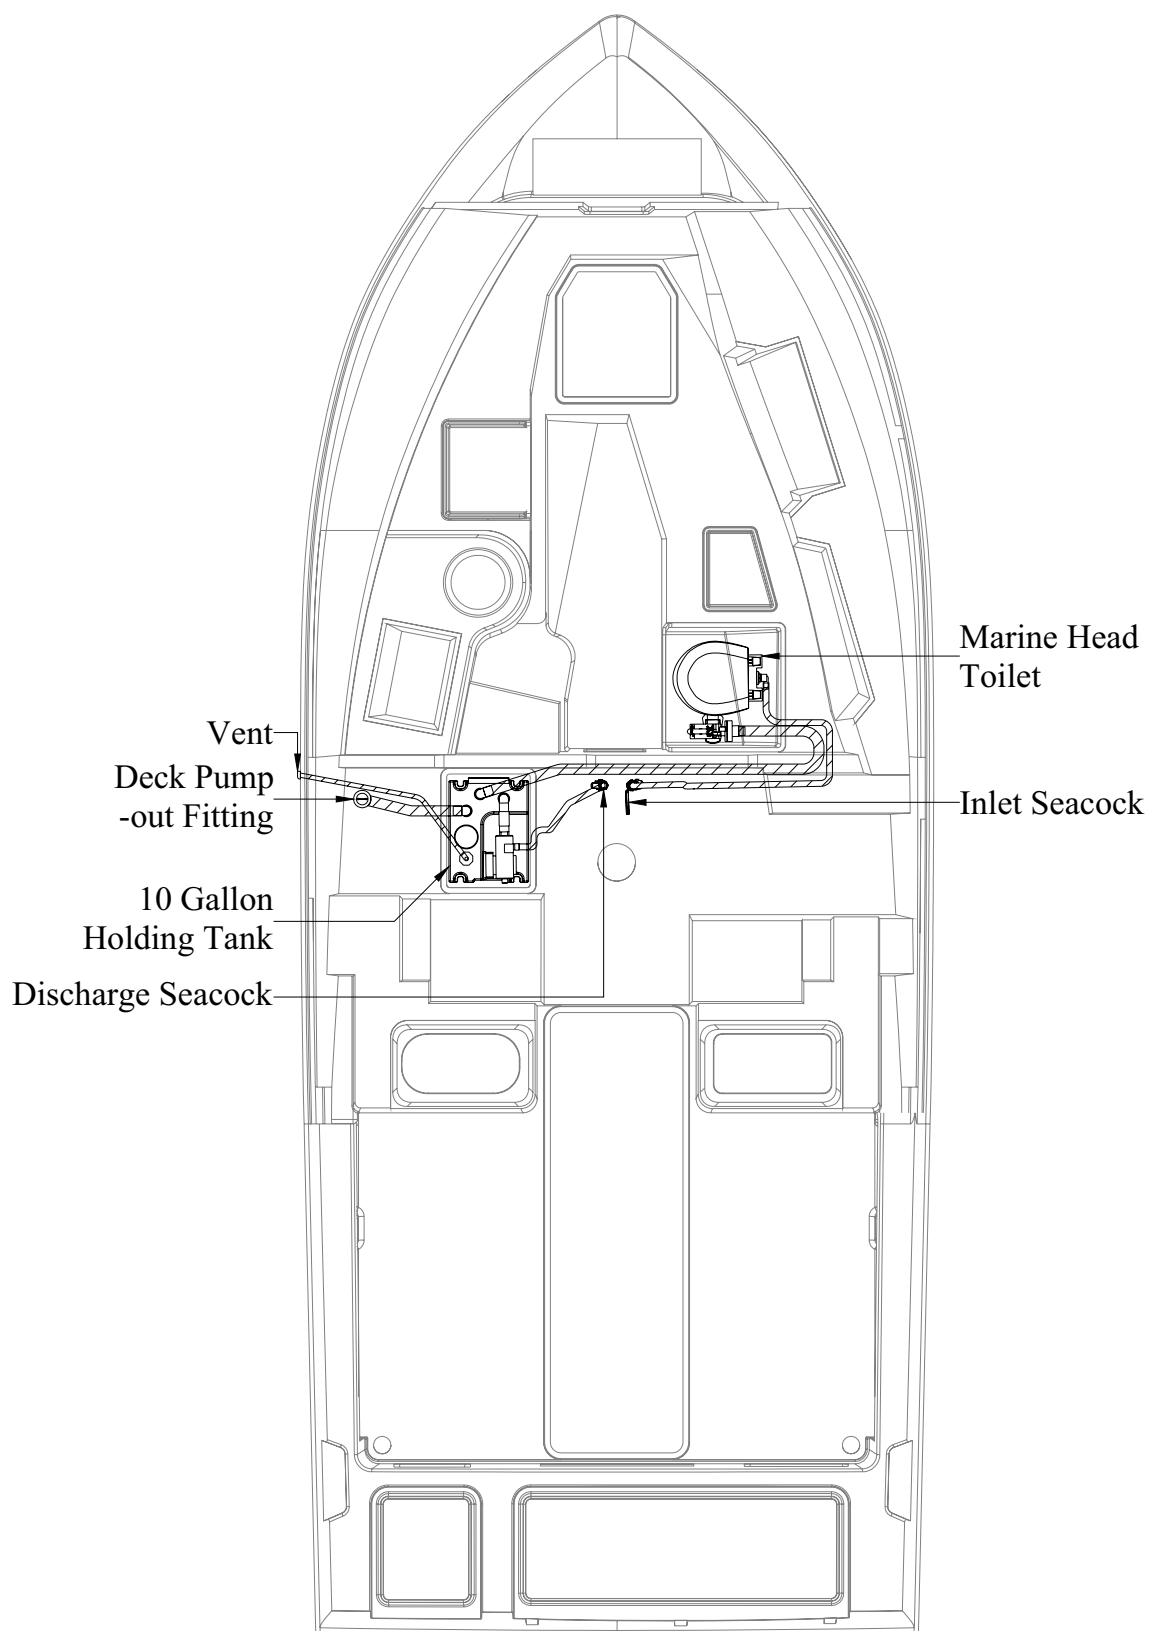 Marine Head
Toilet
Vent
Deck Pump
-out Fitting
Inlet Seacock
10 Gallon
Holding Tank
Discharge Seacock